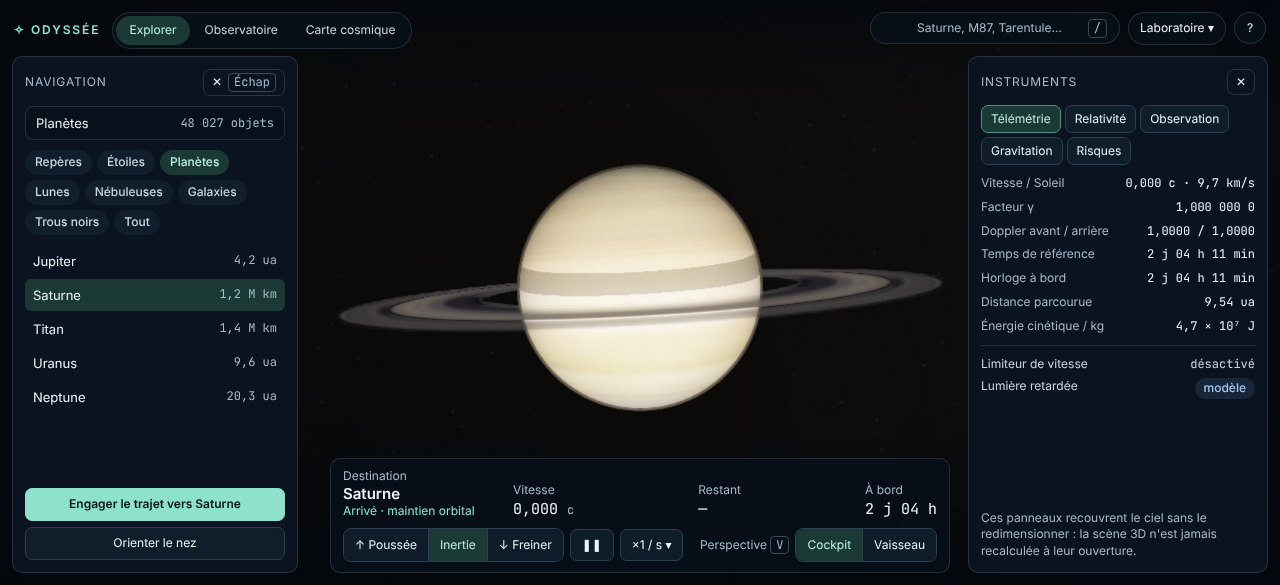 ✧ ODYSSÉE
Explorer
Observatoire
Carte cosmique
Saturne, M87, Tarentule... /
Laboratoire ▾
?
NAVIGATION
✕ Échap
Planètes 48 027 objets
Repères Étoiles Planètes
Lunes Nébuleuses Galaxies
Trous noirs Tout
Jupiter 4,2 ua
Saturne 1,2 M km
Titan 1,4 M km
Uranus 9,6 ua
Neptune 20,3 ua
Engager le trajet vers Saturne
Orienter le nez
Destination
Saturne
Arrivé · maintien orbital
Vitesse
0,000 c
Restant
—
À bord
2 j 04 h
↑ Poussée Inertie ↓ Freiner ❚❚ ×1 / s ▾ Perspective V Cockpit Vaisseau
INSTRUMENTS ✕
Télémétrie Relativité Observation
Gravitation Risques
Vitesse / Soleil 0,000 c · 9,7 km/s
Facteur γ 1,000 000 0
Doppler avant / arrière 1,0000 / 1,0000
Temps de référence 2 j 04 h 11 min
Horloge à bord 2 j 04 h 11 min
Distance parcourue 9,54 ua
Énergie cinétique / kg 4,7 × 10⁷ J
Limiteur de vitesse désactivé
Lumière retardée modèle
Ces panneaux recouvrent le ciel sans le
redimensionner : la scène 3D n'est jamais
recalculée à leur ouverture.